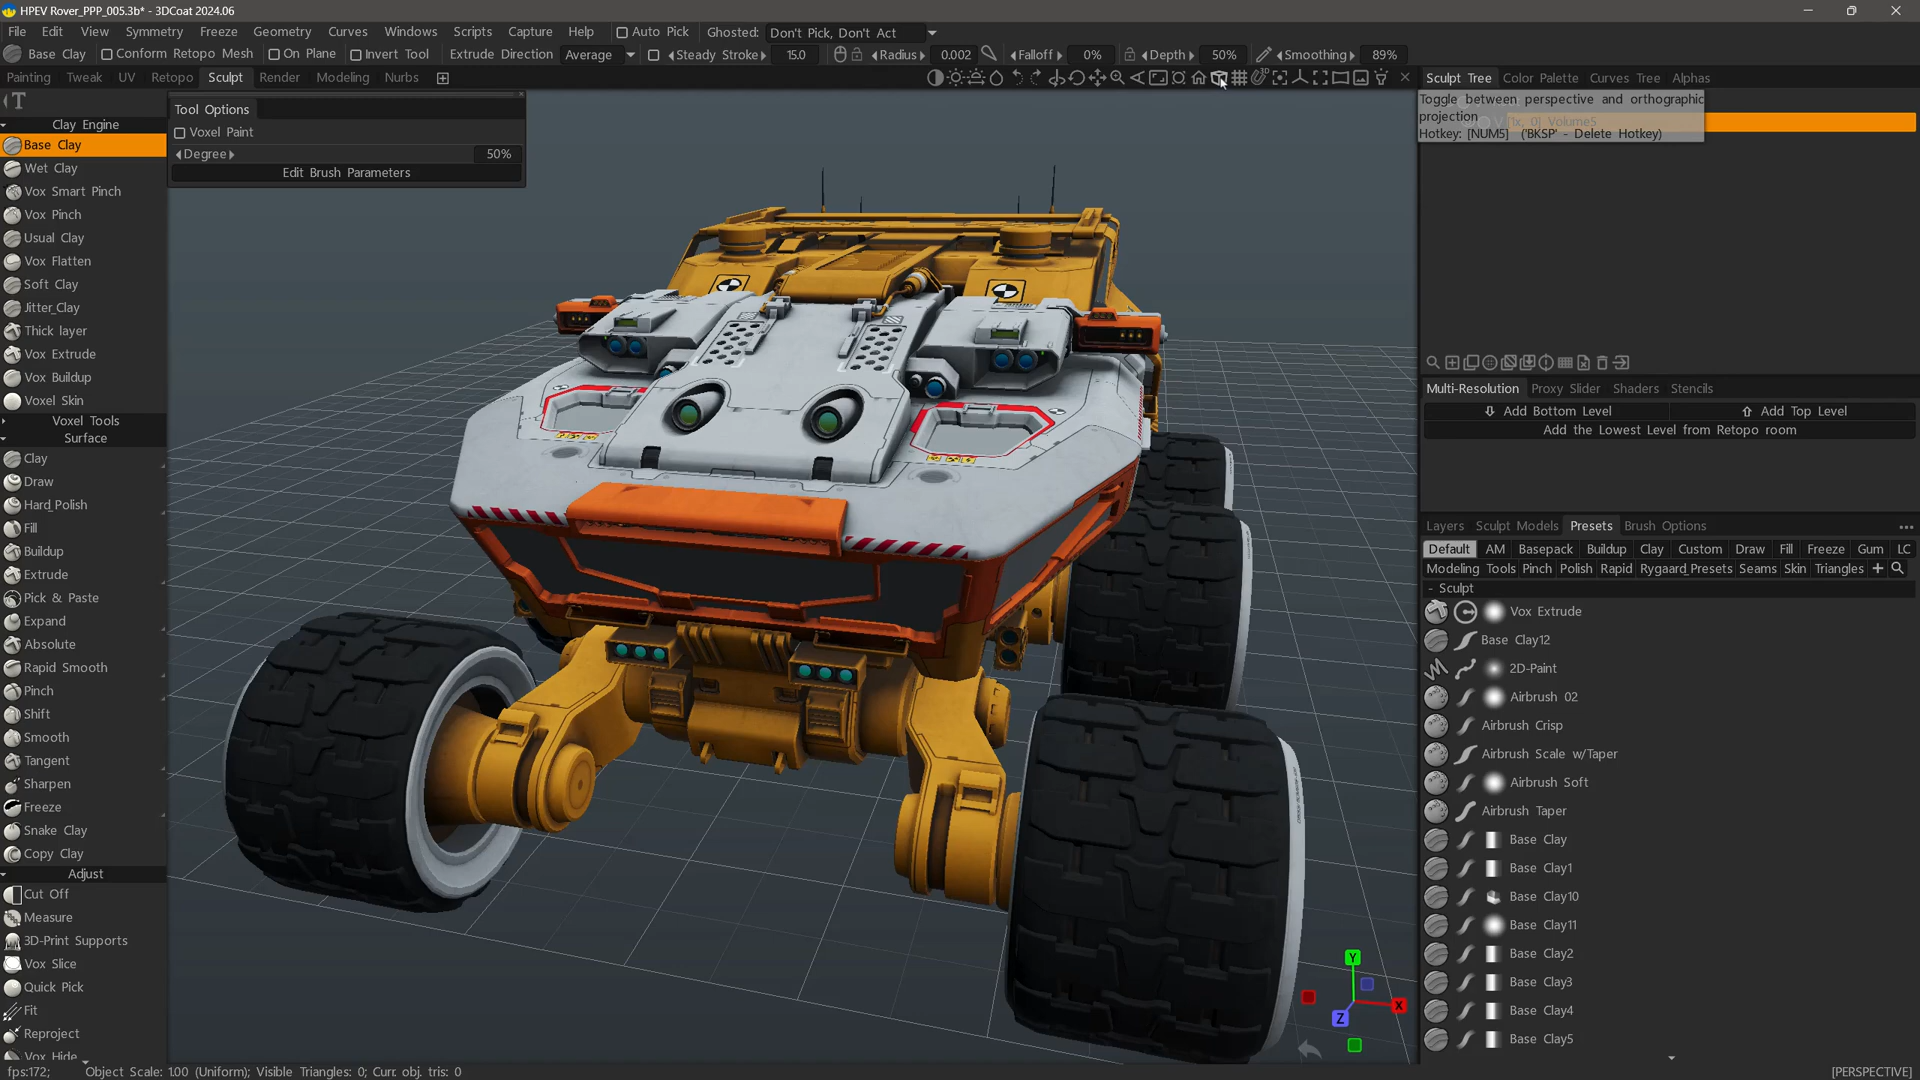 HPEV Rover_PPP_005.3b* - 3DCoat 2024.06
File Edit View Symmetry Freeze Geometry Curves Windows Scripts Capture Help Auto Pick Ghosted: Don't Pick, Don't Act
Base Clay Conform Retopo Mesh On Plane Invert Tool Extrude Direction Average Steady Stroke 15.0 Radius 0.002 Falloff 0% Depth 50% Smoothing 89%
Painting Tweak UV Retopo Sculpt Render Modeling Nurbs
Sculpt Tree Color Palette Curves Tree Alphas
Toggle between perspective and orthographic
projection
[1x, 0] Volume5
Hotkey: [NUM5] ('BKSP' - Delete Hotkey)
Tool Options
Voxel Paint
Degree 50%
Edit Brush Parameters
Clay Engine
Base Clay
Wet Clay
Vox Smart Pinch
Vox Pinch
Usual Clay
Vox Flatten
Soft Clay
Jitter_Clay
Thick layer
Vox Extrude
Vox Buildup
Voxel Skin
Voxel Tools
Surface
Clay
Draw
Hard_Polish
Fill
Buildup
Extrude
Pick & Paste
Expand
Absolute
Rapid Smooth
Pinch
Shift
Smooth
Tangent
Sharpen
Freeze
Snake Clay
Copy Clay
Adjust
Cut Off
Measure
3D-Print Supports
Vox Slice
Quick Pick
Fit
Reproject
Vox Hide
Multi-Resolution Proxy Slider Shaders Stencils
Add Bottom Level Add Top Level
Add the Lowest Level from Retopo room
Layers Sculpt Models Presets Brush Options
Default AM Basepack Buildup Clay Custom Draw Fill Freeze Gum LC
Modeling Tools Pinch Polish Rapid Rygaard_Presets Seams Skin Triangles
- Sculpt
Vox Extrude
Base Clay12
2D-Paint
Airbrush 02
Airbrush Crisp
Airbrush Scale w/Taper
Airbrush Soft
Airbrush Taper
Base Clay
Base Clay1
Base Clay10
Base Clay11
Base Clay2
Base Clay3
Base Clay4
Base Clay5
Y
X
Z
fps:172; Object Scale: 1.00 (Uniform); Visible Triangles: 0; Curr. obj. tris: 0
[PERSPECTIVE]